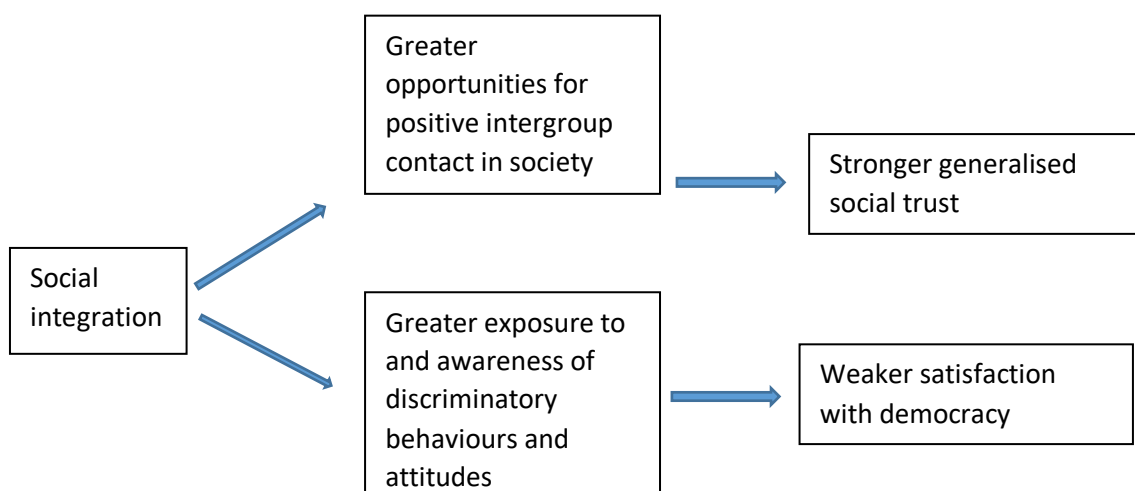 Greater
opportunities for
positive intergroup
contact in society
Stronger generalised
social trust
Social
integration
Greater exposure to
and awareness of
discriminatory
behaviours and
attitudes
Weaker satisfaction
with democracy